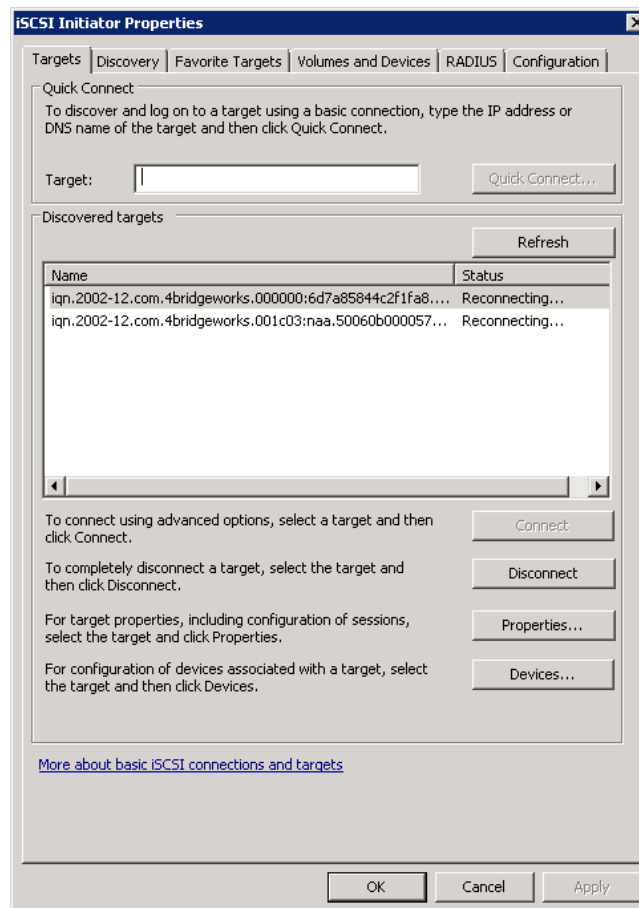 iSCSI Initiator Properties
Targets Discovery Favorite Targets Volumes and Devices RADIUS Configuration
Quick Connect
To discover and log on to a target using a basic connection, type the IP address or
DNS name of the target and then click Quick Connect.
Target:
Quick Connect...
Discovered targets
Refresh
Name Status
iqn.2002-12.com.4bridgeworks.000000:6d7a85844c2f1fa8.... Reconnecting...
iqn.2002-12.com.4bridgeworks.001c03:naa.50060b000057... Reconnecting...
To connect using advanced options, select a target and then
click Connect.
Connect
To completely disconnect a target, select the target and
then click Disconnect.
Disconnect
For target properties, including configuration of sessions,
select the target and click Properties.
Properties...
For configuration of devices associated with a target, select
the target and then click Devices.
Devices...
More about basic iSCSI connections and targets
OK Cancel Apply